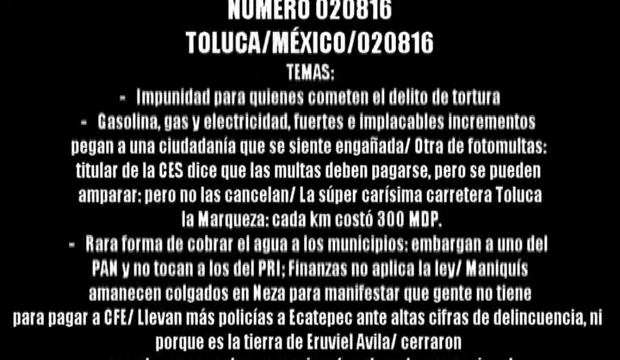 NÚMERO 020816
TOLUCA/MÉXICO/020816
TEMAS:
- Impunidad para quienes cometen el delito de tortura
- Gasolina, gas y electricidad, fuertes e implacables incrementos
pegan a una ciudadanía que se siente engañada/ Otra de fotomultas:
titular de la CES dice que las multas deben pagarse, pero se pueden
amparar: pero no las cancelan/ La súper carísima carretera Toluca
la Marqueza: cada km costó 300 MDP.
- Rara forma de cobrar el agua a los municipios: embargan a uno del
PAN y no tocan a los del PRI; Finanzas no aplica la ley/ Maniquís
amanecen colgados en Neza para manifestar que gente no tiene
para pagar a CFE/ Llevan más policías a Ecatepec ante altas cifras de delincuencia, ni
porque es la tierra de Eruviel Avila/ cerraron